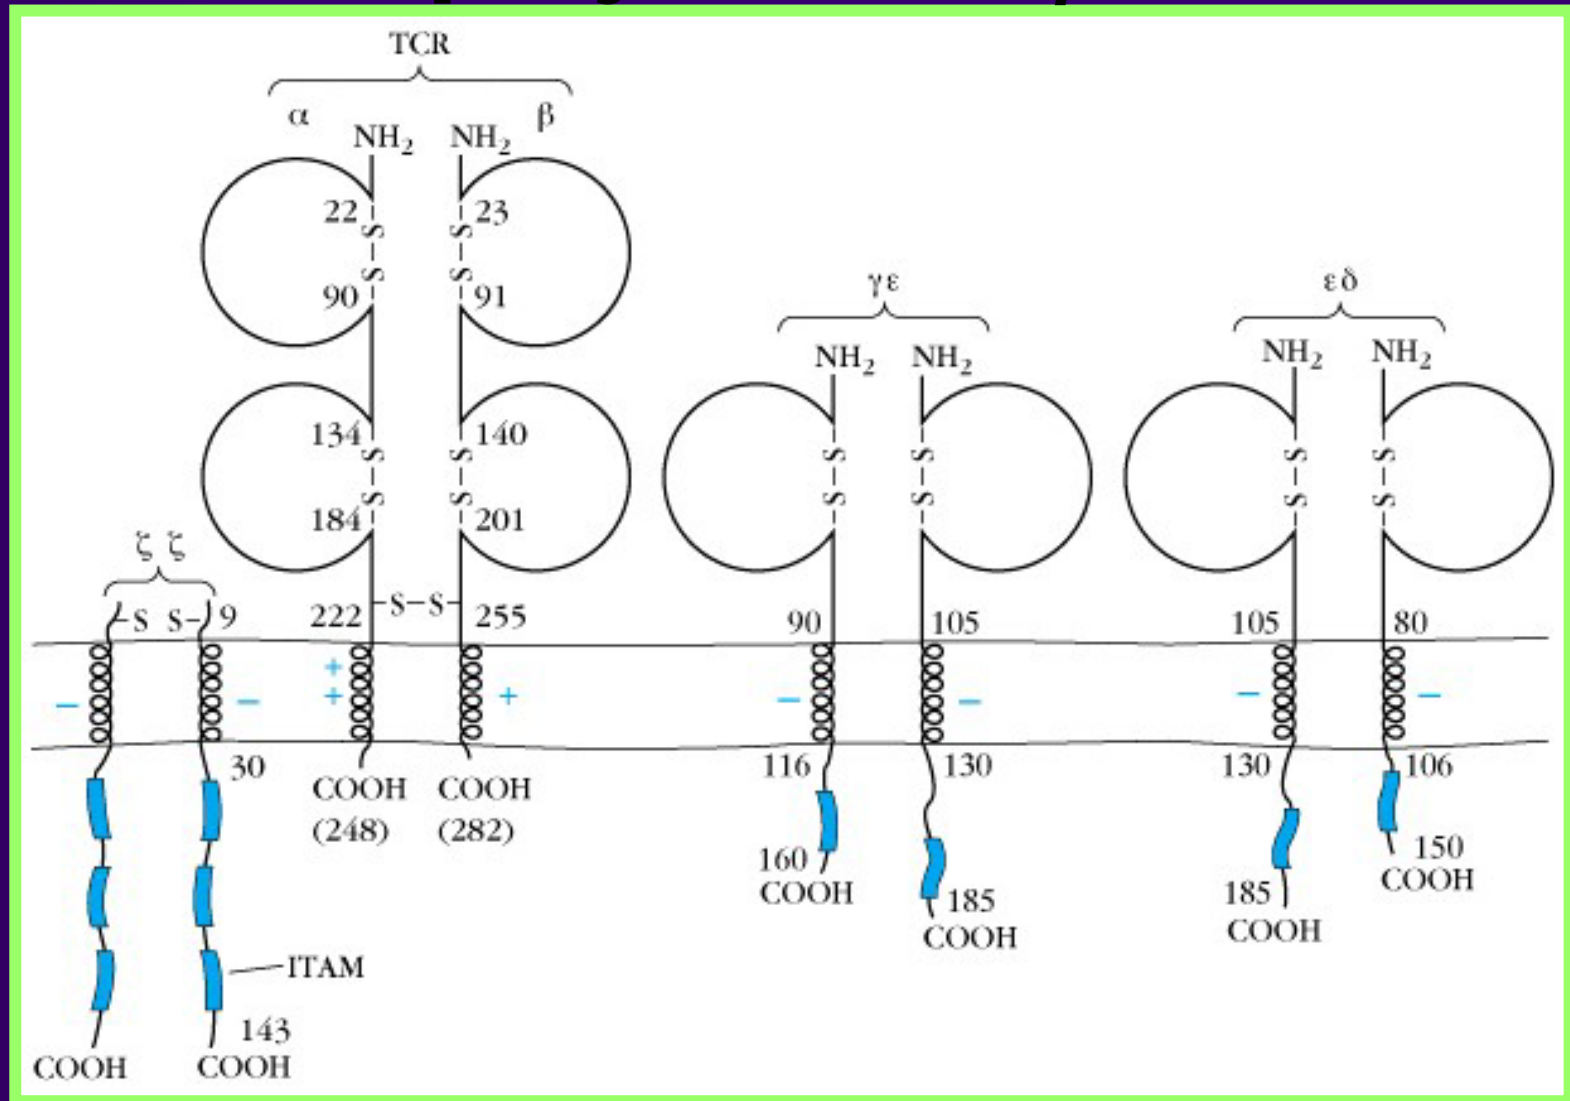 TCR
α β
NH2 NH2
22 23
S S
S S
90 91
γε εδ
NH2 NH2 NH2 NH2
134 140
S S S S S S
S S S S S S
184 201
ζ ζ
S S 9 222 S-S 255 90 105 105 80
− − + + + − − − −
30 116 130 130 106
COOH COOH
(248) (282)
160 150
COOH COOH
185 185
COOH COOH
ITAM
143
COOH COOH